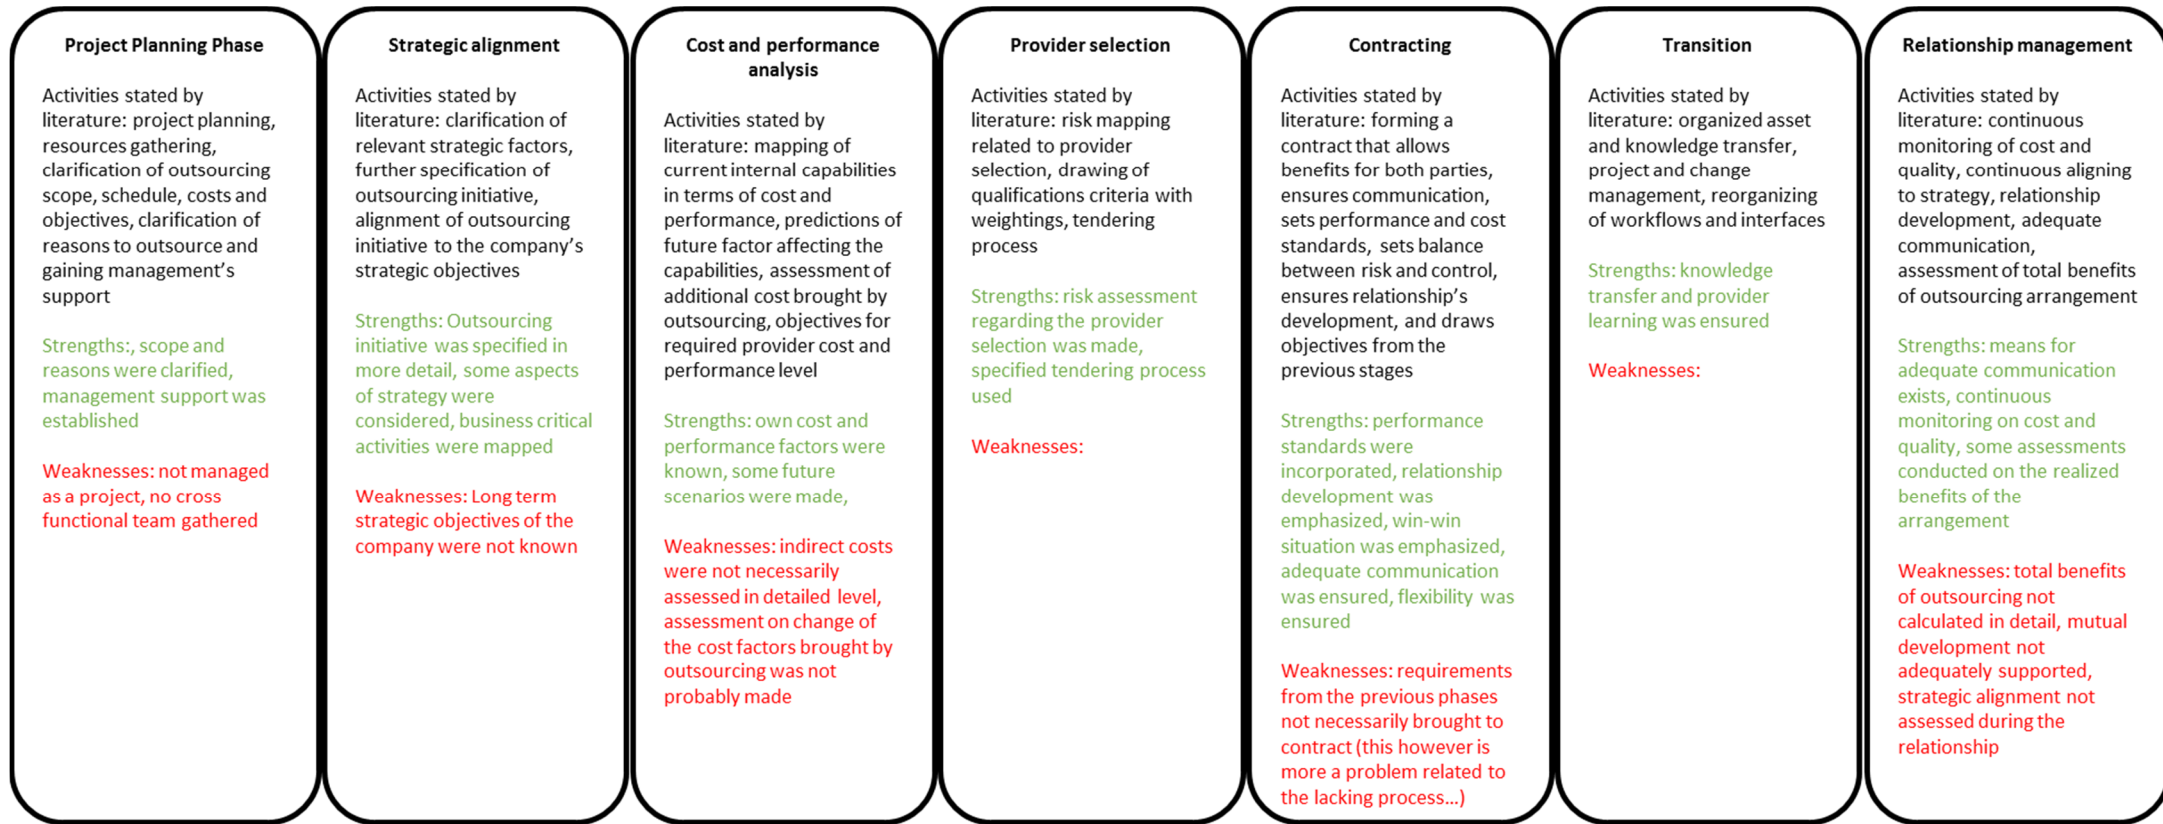 Project Planning Phase
Activities stated by
literature: project planning,
resources gathering,
clarification of outsourcing
scope, schedule, costs and
objectives, clarification of
reasons to outsource and
gaining management's
support
Strengths:, scope and
reasons were clarified,
management support was
established
Weaknesses: not managed
as a project, no cross
functional team gathered
Strategic alignment
Activities stated by
literature: clarification of
relevant strategic factors,
further specification of
outsourcing initiative,
alignment of outsourcing
initiative to the company's
strategic objectives
Strengths: Outsourcing
initiative was specified in
more detail, some aspects
of strategy were
considered, business critical
activities were mapped
Weaknesses: Long term
strategic objectives of the
company were not known
Cost and performance
analysis
Activities stated by
literature: mapping of
current internal capabilities
in terms of cost and
performance, predictions of
future factor affecting the
capabilities, assessment of
additional cost brought by
outsourcing, objectives for
required provider cost and
performance level
Strengths: own cost and
performance factors were
known, some future
scenarios were made,
Weaknesses: indirect costs
were not necessarily
assessed in detailed level,
assessment on change of
the cost factors brought by
outsourcing was not
probably made
Provider selection
Activities stated by
literature: risk mapping
related to provider
selection, drawing of
qualifications criteria with
weightings, tendering
process
Strengths: risk assessment
regarding the provider
selection was made,
specified tendering process
used
Weaknesses:
Contracting
Activities stated by
literature: forming a
contract that allows
benefits for both parties,
ensures communication,
sets performance and cost
standards, sets balance
between risk and control,
ensures relationship's
development, and draws
objectives from the
previous stages
Strengths: performance
standards were
incorporated, relationship
development was
emphasized, win-win
situation was emphasized,
adequate communication
was ensured, flexibility was
ensured
Weaknesses: requirements
from the previous phases
not necessarily brought to
contract (this however is
more a problem related to
the lacking process...)
Transition
Activities stated by
literature: organized asset
and knowledge transfer,
project and change
management, reorganizing
of workflows and interfaces
Strengths: knowledge
transfer and provider
learning was ensured
Weaknesses:
Relationship management
Activities stated by
literature: continuous
monitoring of cost and
quality, continuous aligning
to strategy, relationship
development, adequate
communication,
assessment of total benefits
of outsourcing arrangement
Strengths: means for
adequate communication
exists, continuous
monitoring on cost and
quality, some assessments
conducted on the realized
benefits of the
arrangement
Weaknesses: total benefits
of outsourcing not
calculated in detail, mutual
development not
adequately supported,
strategic alignment not
assessed during the
relationship